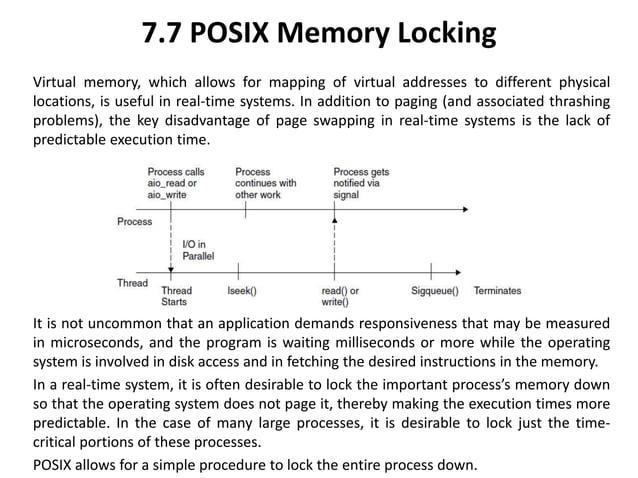 7.7 POSIX Memory Locking
Virtual memory, which allows for mapping of virtual addresses to different physical
locations, is useful in real-time systems. In addition to paging (and associated thrashing
problems), the key disadvantage of page swapping in real-time systems is the lack of
predictable execution time.
Process calls
aio_read or
aio_write
Process
continues with
other work
Process gets
notified via
signal
Process
I/O in
Parallel
Thread
Thread
Starts
lseek()
read() or
write()
Sigqueue()
Terminates
It is not uncommon that an application demands responsiveness that may be measured
in microseconds, and the program is waiting milliseconds or more while the operating
system is involved in disk access and in fetching the desired instructions in the memory.
In a real-time system, it is often desirable to lock the important process’s memory down
so that the operating system does not page it, thereby making the execution times more
predictable. In the case of many large processes, it is desirable to lock just the time-
critical portions of these processes.
POSIX allows for a simple procedure to lock the entire process down.